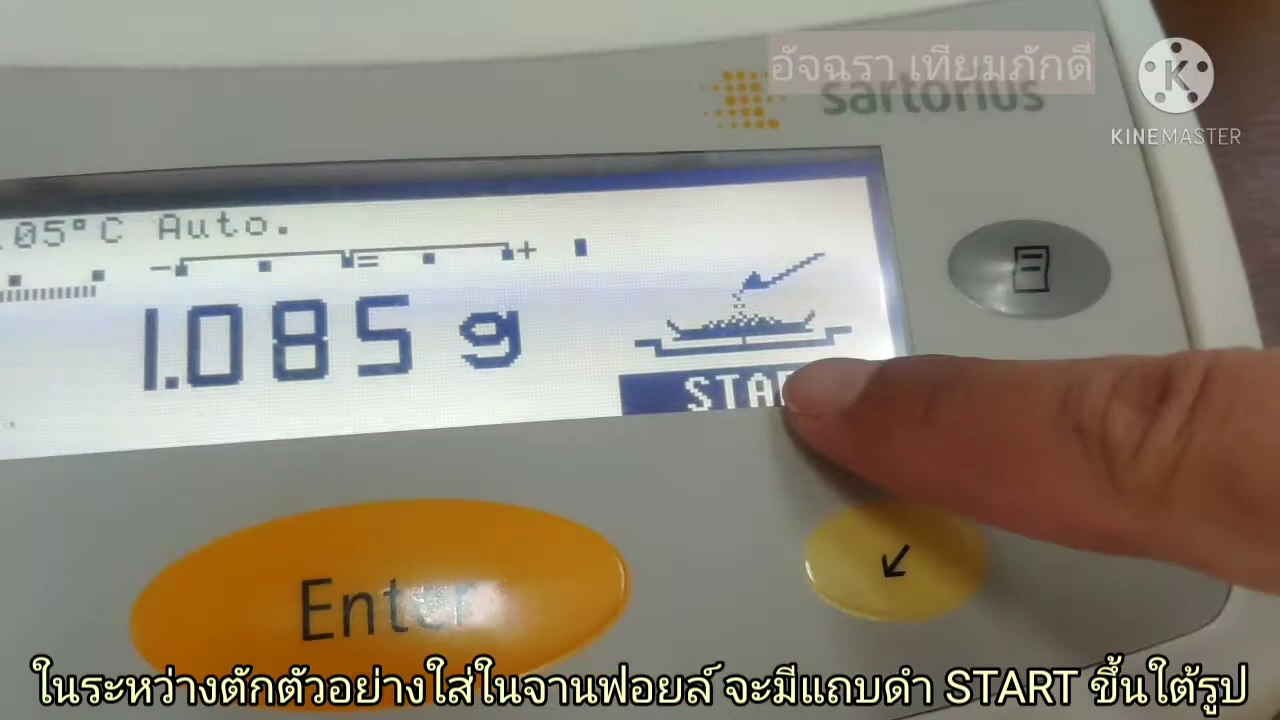 อัจฉรา เทียมภักดี
sartorius
K
KINEMASTER
.05°C Auto.
- = +
1.085 g
STAR
Enter
ในระหว่างตักตัวอย่างใส่ในจานฟอยล์ จะมีแถบดำ START ขึ้นใต้รูป